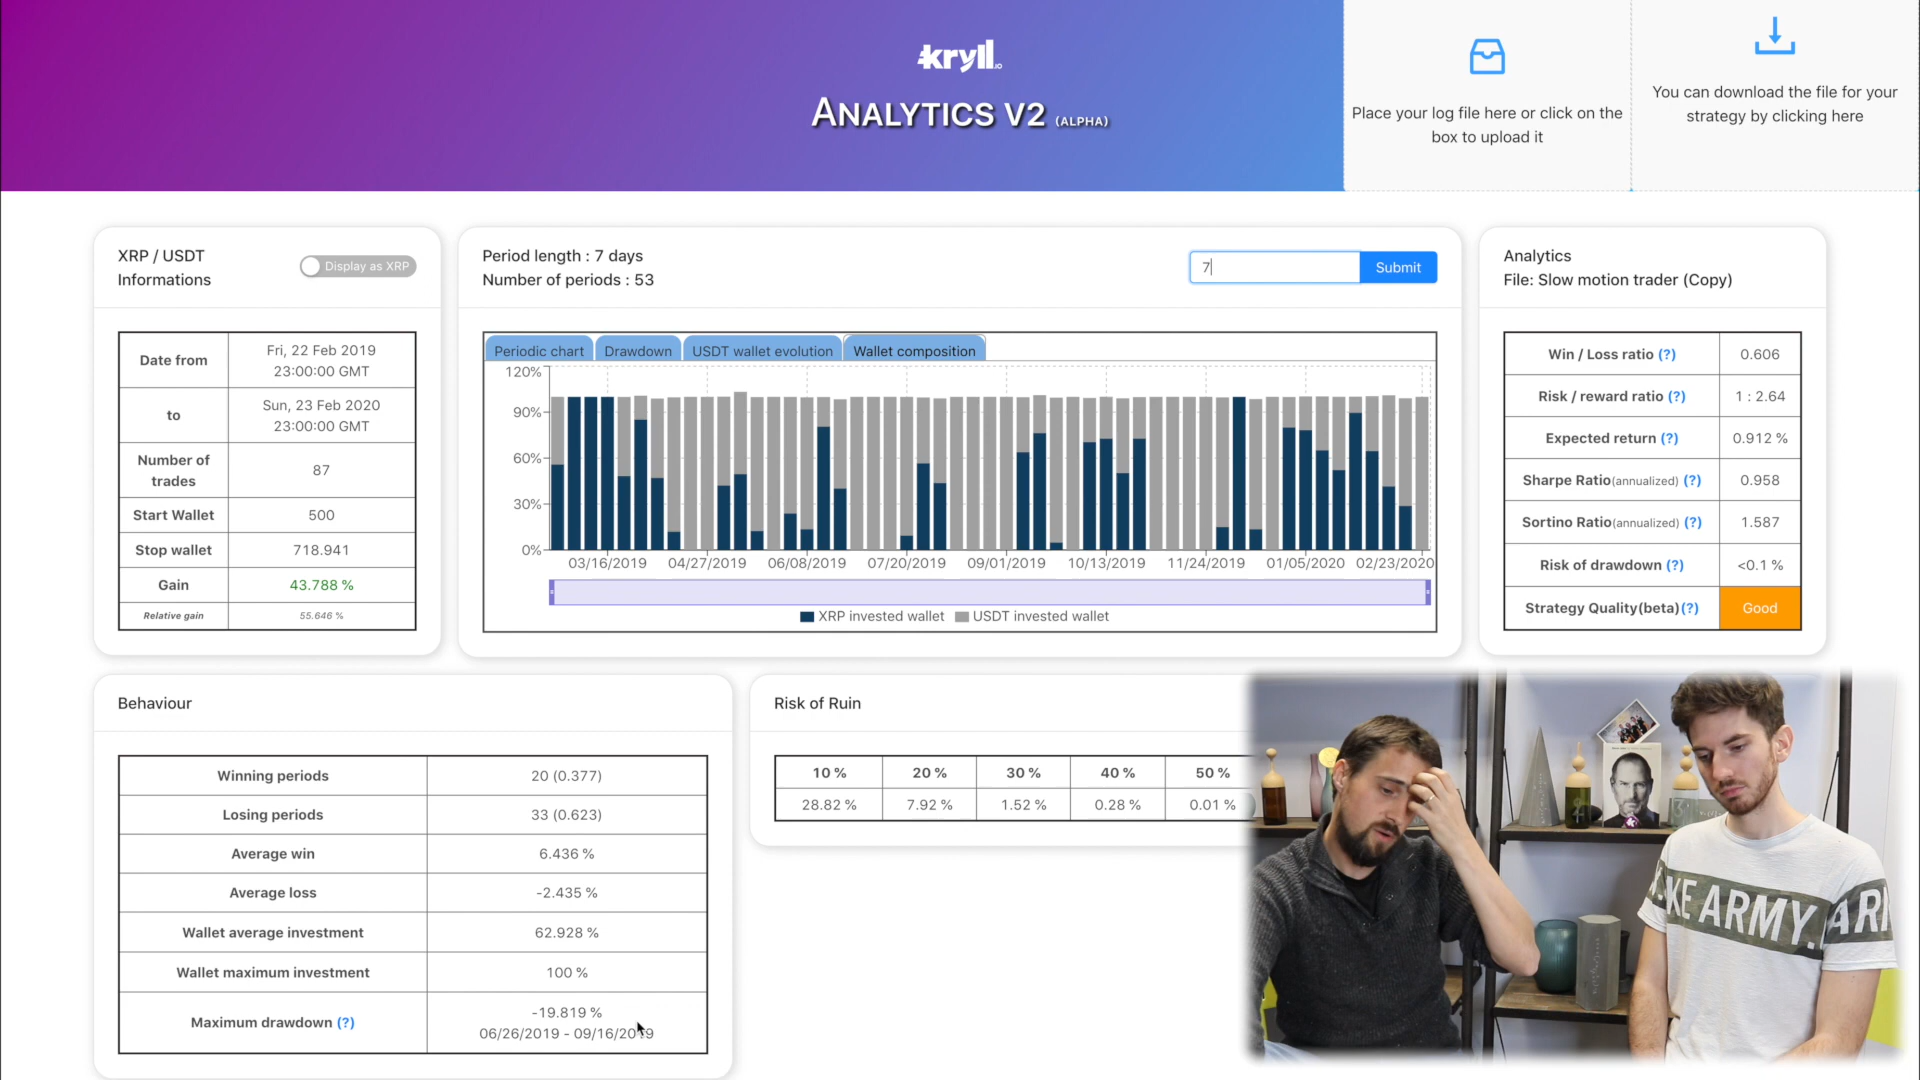 kryll.io
ANALYTICS V2 (ALPHA)
Place your log file here or click on the
box to upload it
You can download the file for your
strategy by clicking here
XRP / USDT
Informations
Display as XRP
Date from
Fri, 22 Feb 2019
23:00:00 GMT
to
Sun, 23 Feb 2020
23:00:00 GMT
Number of
trades
87
Start Wallet
500
Stop wallet
718.941
Gain
43.788 %
Relative gain
55.646 %
Period length : 7 days
Number of periods : 53
7
Submit
Periodic chart
Drawdown
USDT wallet evolution
Wallet composition
120%
90%
60%
30%
0%
03/16/2019
04/27/2019
06/08/2019
07/20/2019
09/01/2019
10/13/2019
11/24/2019
01/05/2020
02/23/2020
XRP invested wallet
USDT invested wallet
Analytics
File: Slow motion trader (Copy)
Win / Loss ratio (?)
0.606
Risk / reward ratio (?)
1 : 2.64
Expected return (?)
0.912 %
Sharpe Ratio(annualized) (?)
0.958
Sortino Ratio(annualized) (?)
1.587
Risk of drawdown (?)
<0.1 %
Strategy Quality(beta)(?)
Good
Behaviour
Winning periods
20 (0.377)
Losing periods
33 (0.623)
Average win
6.436 %
Average loss
-2.435 %
Wallet average investment
62.928 %
Wallet maximum investment
100 %
Maximum drawdown (?)
-19.819 %
06/26/2019 - 09/16/2019
Risk of Ruin
10 %
20 %
30 %
40 %
50 %
28.82 %
7.92 %
1.52 %
0.28 %
0.01 %
KE ARMY. AR